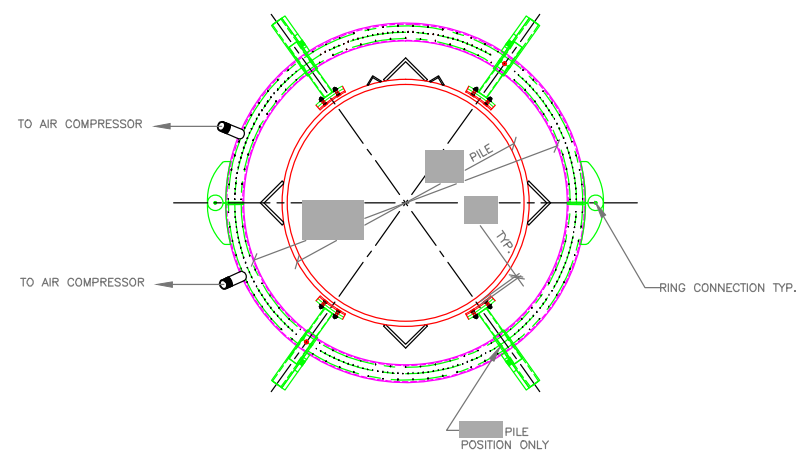 TO AIR COMPRESSOR
PILE
TYP.
TO AIR COMPRESSOR
RING CONNECTION TYP.
PILE
POSITION ONLY